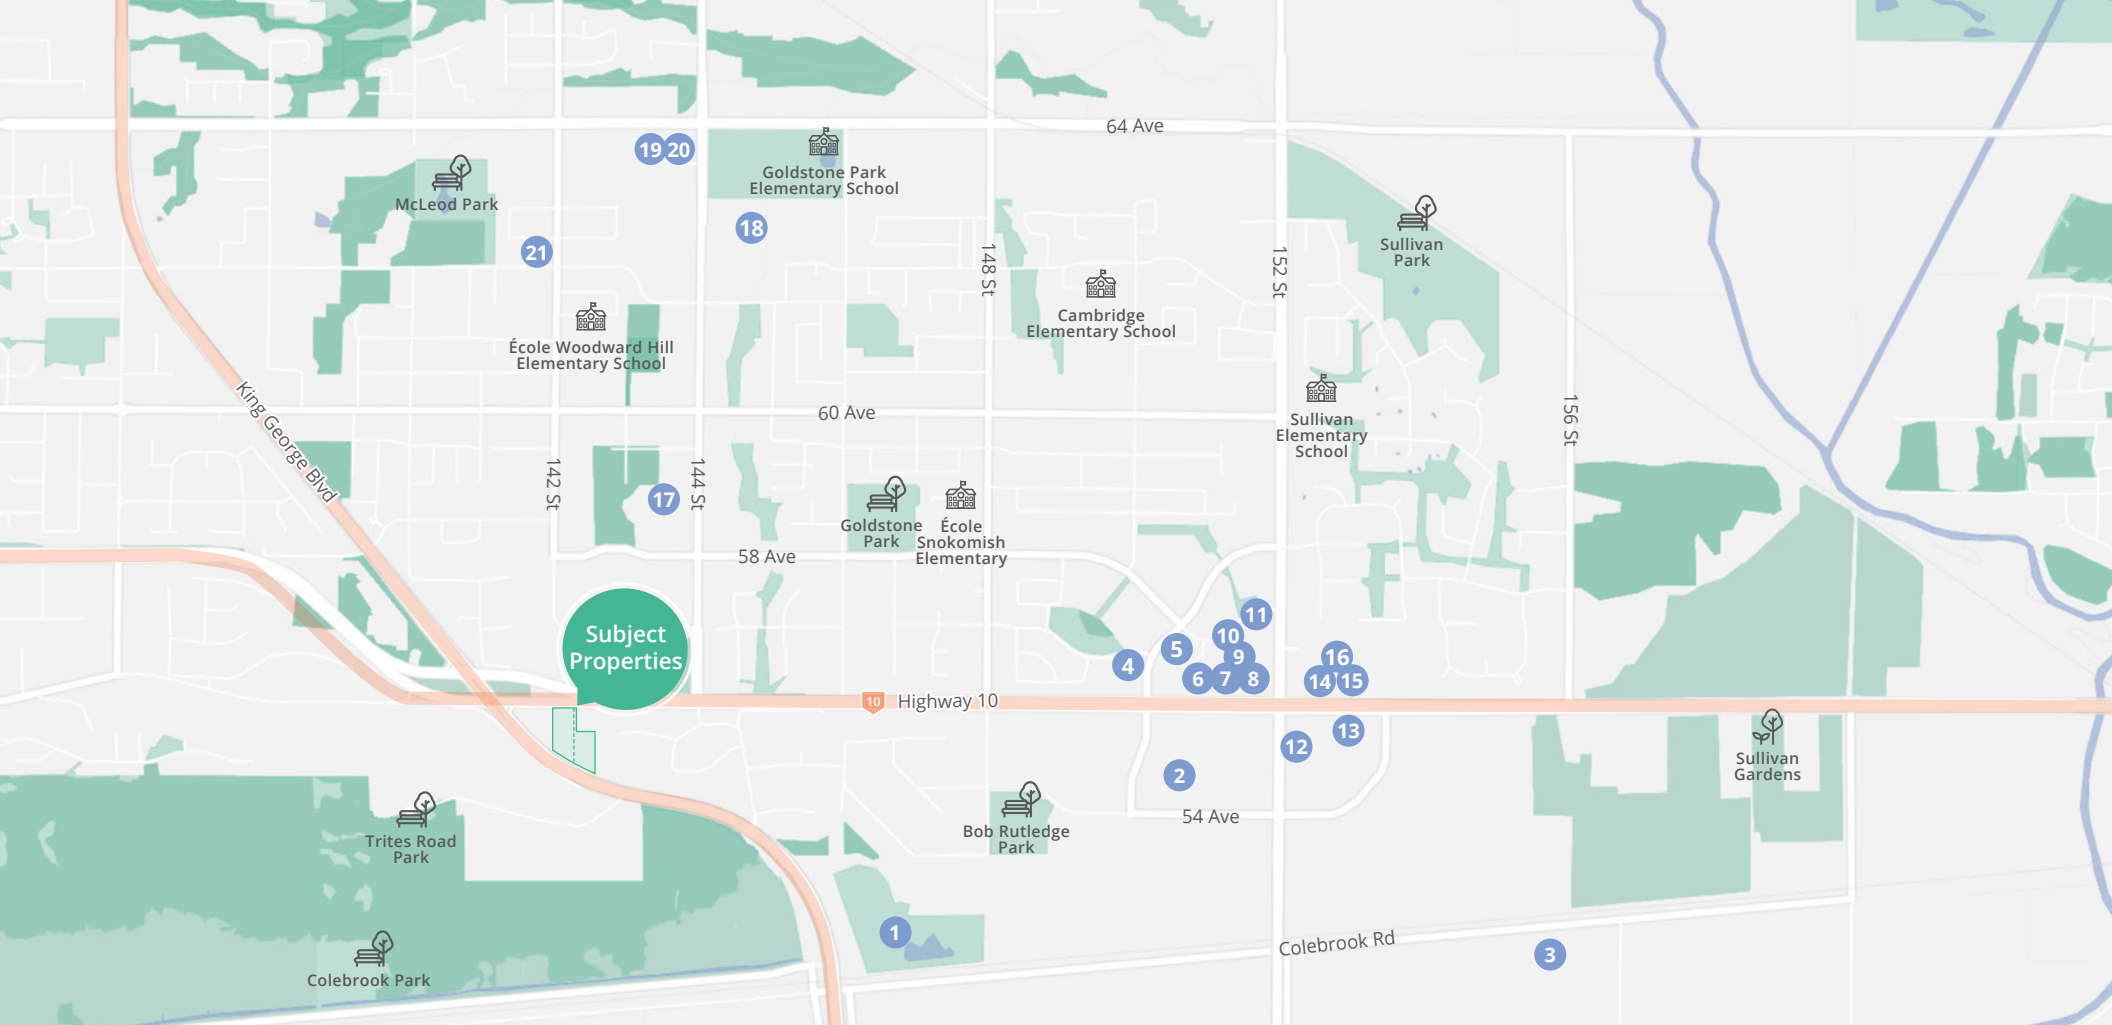 64 Ave
19
20
Goldstone Park
Elementary School
McLeod Park
18
21
148 St
152 St
Sullivan
Park
Cambridge
Elementary School
École Woodward Hill
Elementary School
King George Blvd
60 Ave
Sullivan
Elementary
School
156 St
142 St
17
144 St
Goldstone
Park
École
Snokomish
Elementary
58 Ave
Subject
Properties
11
10
5
9
4
6
7
8
16
14
15
10
Highway 10
13
12
2
Sullivan
Gardens
54 Ave
Bob Rutledge
Park
Trites Road
Park
1
Colebrook Rd
3
Colebrook Park